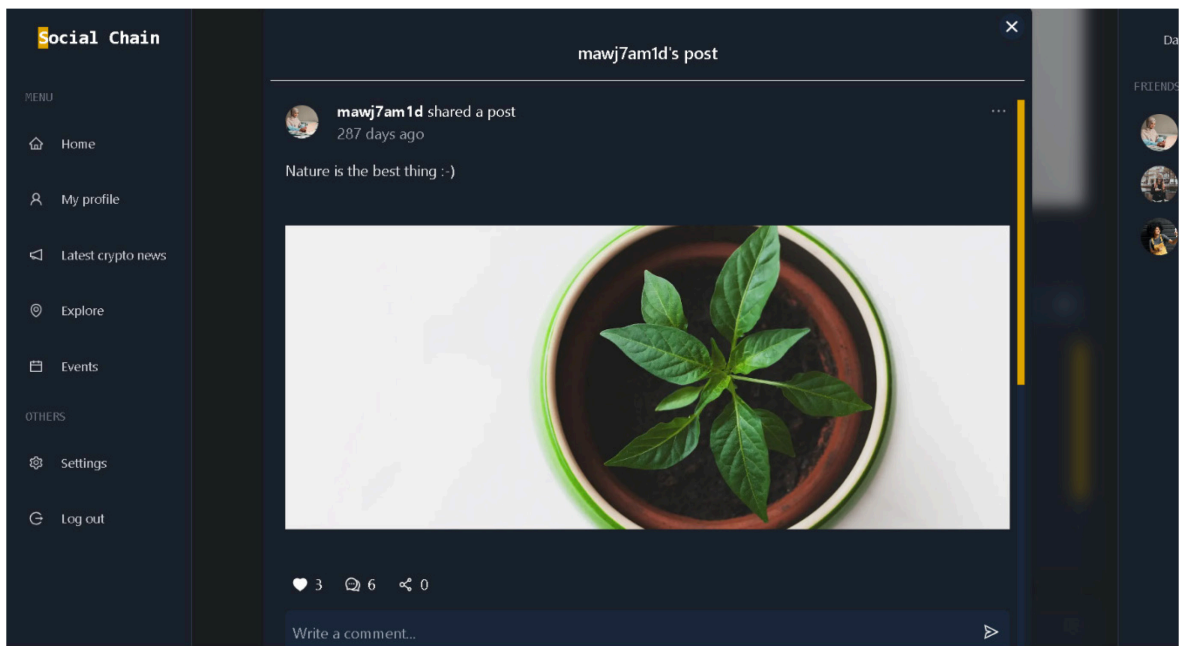 Social Chain
MENU
Home
My profile
Latest crypto news
Explore
Events
OTHERS
Settings
Log out
mawj7am1d's post
mawj7am1d shared a post
287 days ago
Nature is the best thing :-)
3 6 0
Write a comment...
Da
FRIENDS